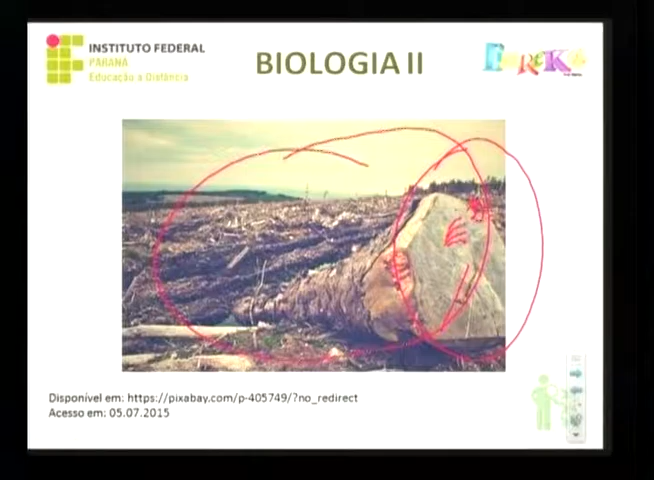 INSTITUTO FEDERAL
PARANÁ
Educação a Distância
BIOLOGIA II
EUREKA
Disponível em: https://pixabay.com/p-405749/?no_redirect
Acesso em: 05.07.2015